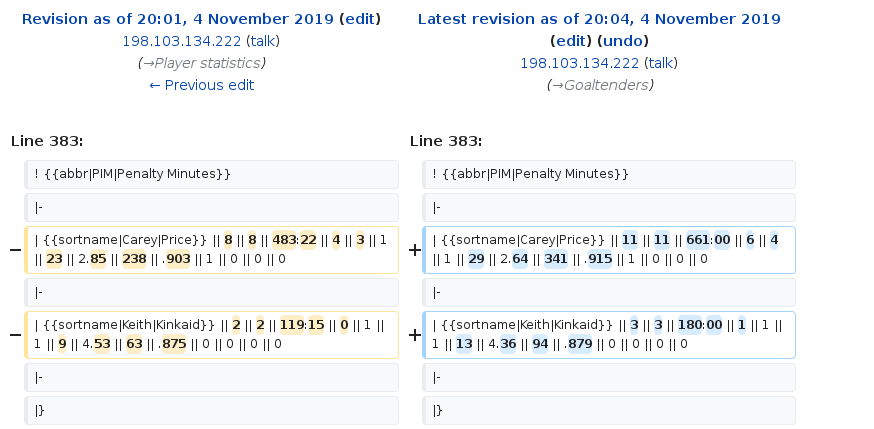 Revision as of 20:01, 4 November 2019 (edit)
198.103.134.222 (talk)
(→Player statistics)
← Previous edit
Latest revision as of 20:04, 4 November 2019
(edit) (undo)
198.103.134.222 (talk)
(→Goaltenders)
Line 383:
Line 383:
! {{abbr|PIM|Penalty Minutes}}
! {{abbr|PIM|Penalty Minutes}}
|-
|-
− | {{sortname|Carey|Price}} || 8 || 8 || 483:22 || 4 || 3 || 1
|| 23 || 2.85 || 238 || .903 || 1 || 0 || 0 || 0
+ | {{sortname|Carey|Price}} || 11 || 11 || 661:00 || 6 || 4
|| 1 || 29 || 2.64 || 341 || .915 || 1 || 0 || 0 || 0
|-
|-
− | {{sortname|Keith|Kinkaid}} || 2 || 2 || 119:15 || 0 || 1 ||
1 || 9 || 4.53 || 63 || .875 || 0 || 0 || 0 || 0
+ | {{sortname|Keith|Kinkaid}} || 3 || 3 || 180:00 || 1 || 1 ||
1 || 13 || 4.36 || 94 || .879 || 0 || 0 || 0 || 0
|-
|-
|}
|}